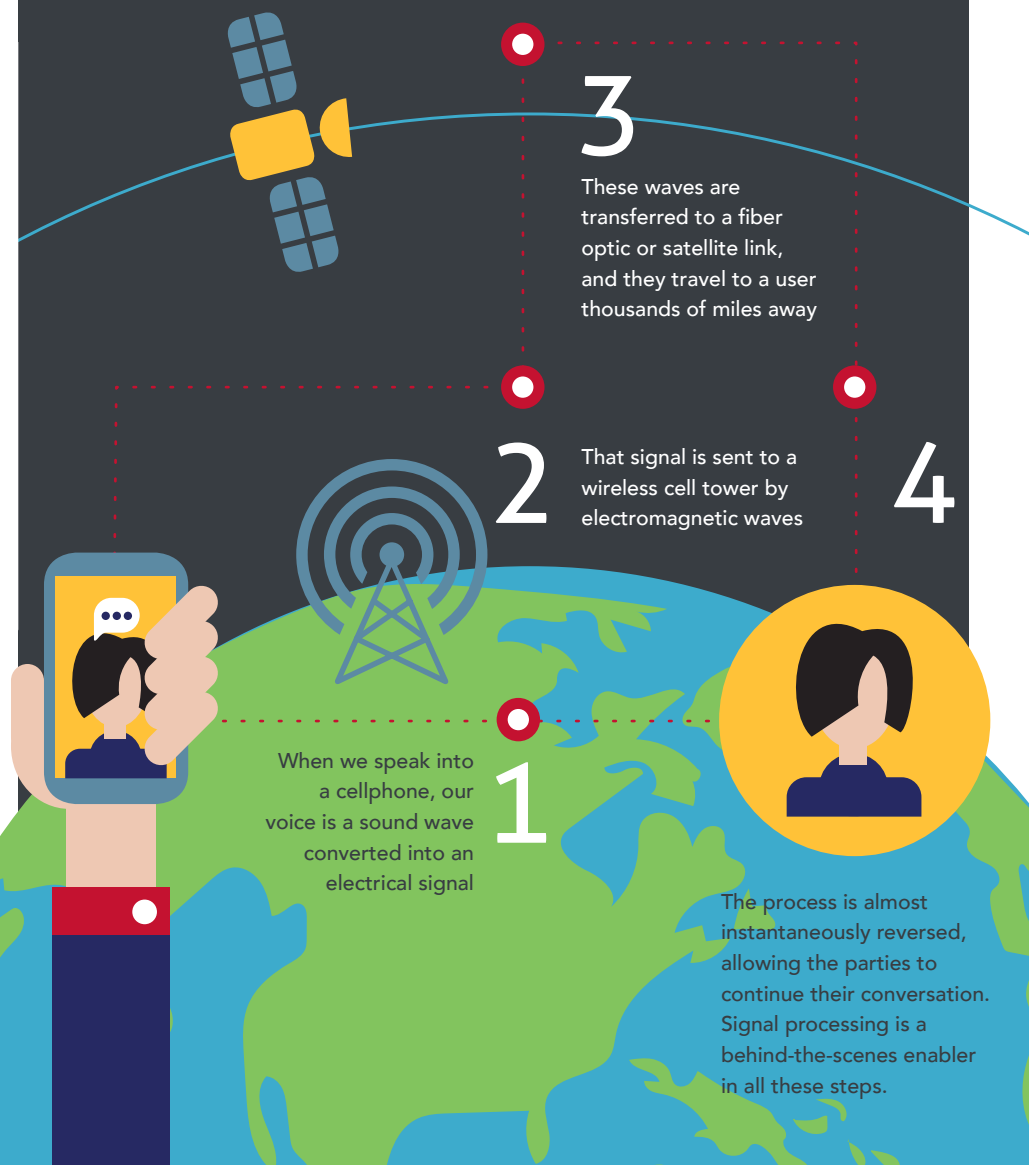 3
These waves are
transferred to a fiber
optic or satellite link,
and they travel to a user
thousands of miles away
2
That signal is sent to a
wireless cell tower by
electromagnetic waves
4
1
When we speak into
a cellphone, our
voice is a sound wave
converted into an
electrical signal
The process is almost
instantaneously reversed,
allowing the parties to
continue their conversation.
Signal processing is a
behind-the-scenes enabler
in all these steps.